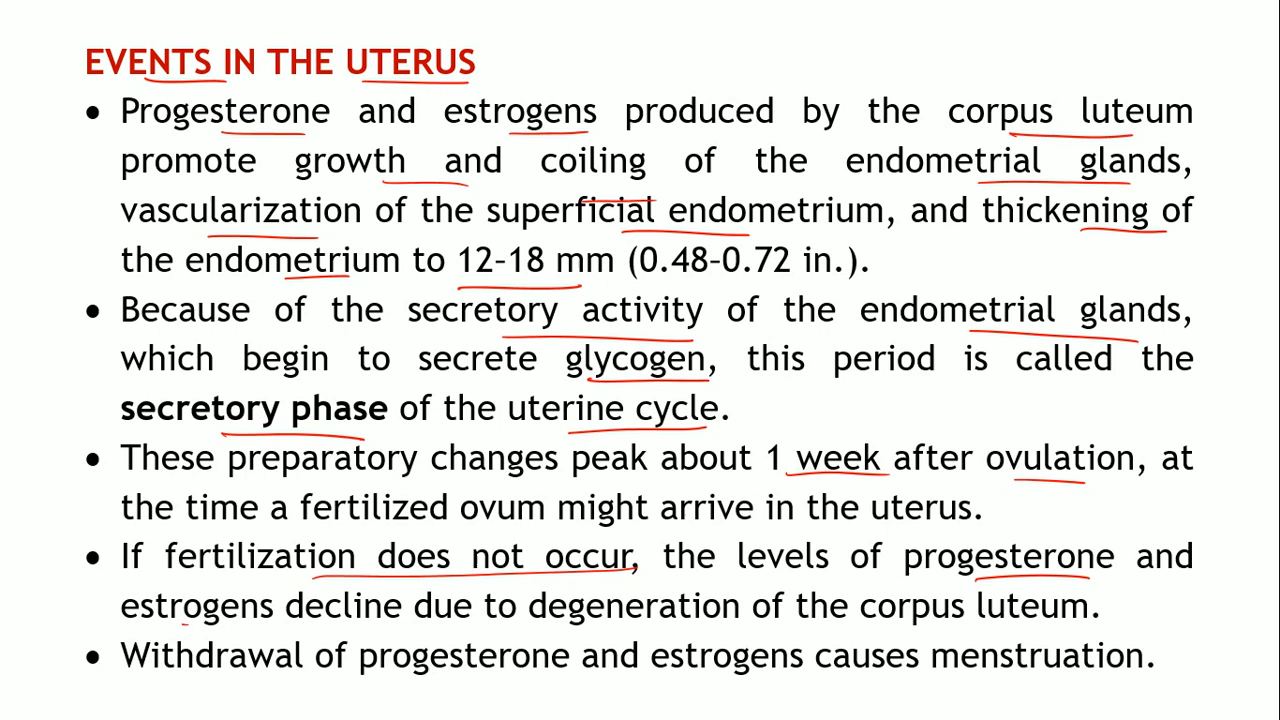 EVENTS IN THE UTERUS
• Progesterone and estrogens produced by the corpus luteum
promote growth and coiling of the endometrial glands,
vascularization of the superficial endometrium, and thickening of
the endometrium to 12–18 mm (0.48–0.72 in.).
• Because of the secretory activity of the endometrial glands,
which begin to secrete glycogen, this period is called the
secretory phase of the uterine cycle.
• These preparatory changes peak about 1 week after ovulation, at
the time a fertilized ovum might arrive in the uterus.
• If fertilization does not occur, the levels of progesterone and
estrogens decline due to degeneration of the corpus luteum.
• Withdrawal of progesterone and estrogens causes menstruation.